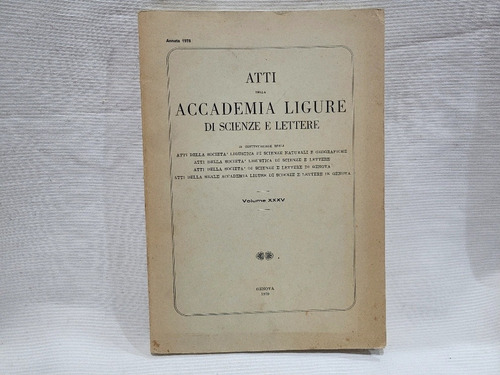 Annata 1978
ATTI
DELLA
ACCADEMIA LIGURE
DI SCIENZE E LETTERE
IN CONTINUAZIONE DEGLI
ATTI DELLA SOCIETA' LIGUSTICA DI SCIENZE NATURALI E GEOGRAFICHE
ATTI DELLA SOCIETA' LIGUSTICA DI SCIENZE E LETTERE
ATTI DELLA SOCIETA' DI SCIENZE E LETTERE DI GENOVA
ATTI DELLA REALE ACCADEMIA LIGURE DI SCIENZE E LETTERE DI GENOVA
Volume XXXV
GENOVA